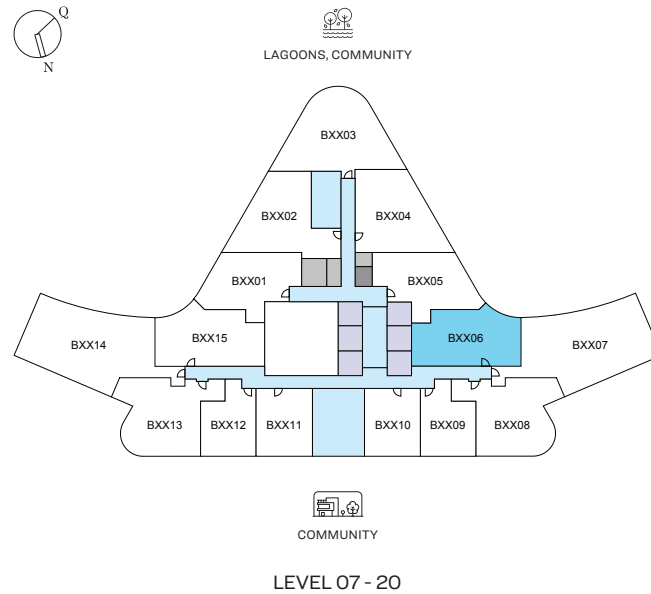 Q
N
LAGOONS, COMMUNITY
BXX03
BXX02
BXX04
BXX01
BXX05
BXX15
BXX06
BXX14
BXX07
BXX13
BXX12
BXX11
BXX10
BXX09
BXX08
COMMUNITY
LEVEL 07 - 20